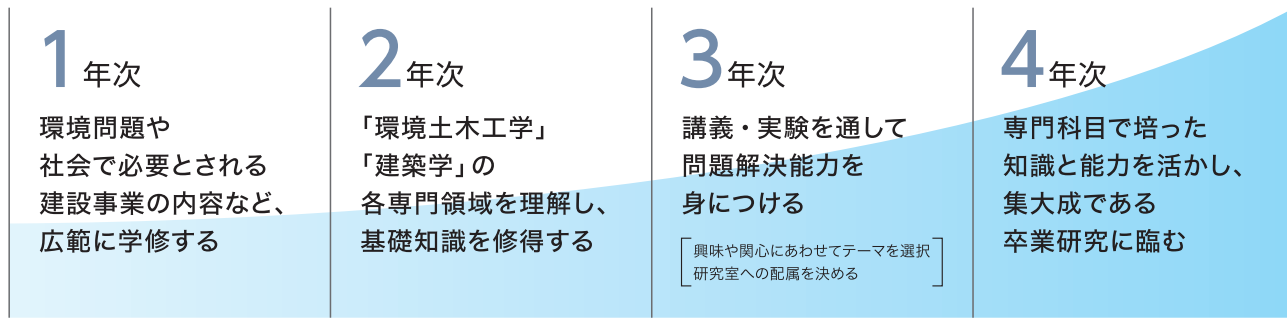 1年次
環境問題や
社会で必要とされる
建設事業の内容など、
広範に学修する
2年次
「環境土木工学」
「建築学」の
各専門領域を理解し、
基礎知識を修得する
3年次
講義・実験を通して
問題解決能力を
身につける
興味や関心にあわせてテーマを選択
研究室への配属を決める
4年次
専門科目で培った
知識と能力を活かし、
集大成である
卒業研究に臨む